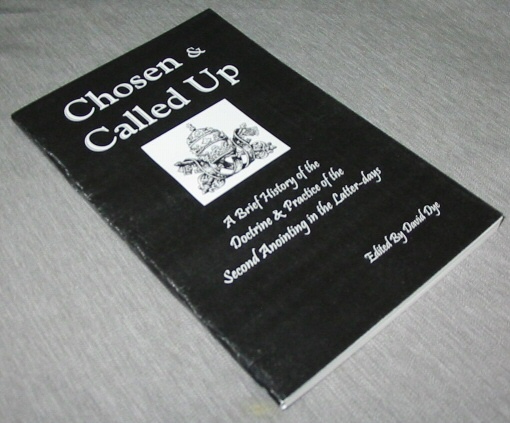 Chosen &
Called Up
A Brief History of the
Doctrine & Practice of the
Second Anointing in the Latter-days
Edited By David Dye